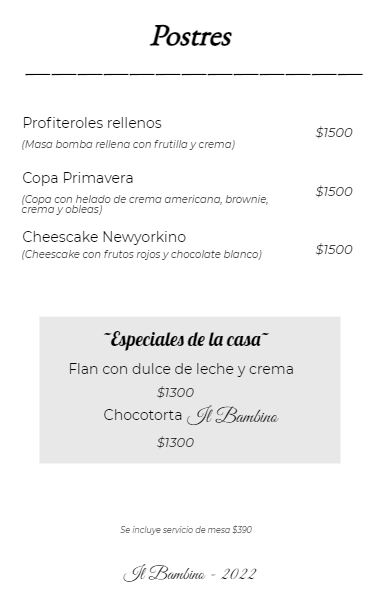 Postres
Profiteroles rellenos
$1500
(Masa bomba rellena con frutilla y crema)
Copa Primavera
$1500
(Copa con helado de crema americana, brownie,
crema y obleas)
Cheescake Newyorkino
$1500
(Cheescake con frutos rojos y chocolate blanco)
~Especiales de la casa~
Flan con dulce de leche y crema
$1300
Chocotorta Il Bambino
$1300
Se incluye servicio de mesa $390
Il Bambino - 2022